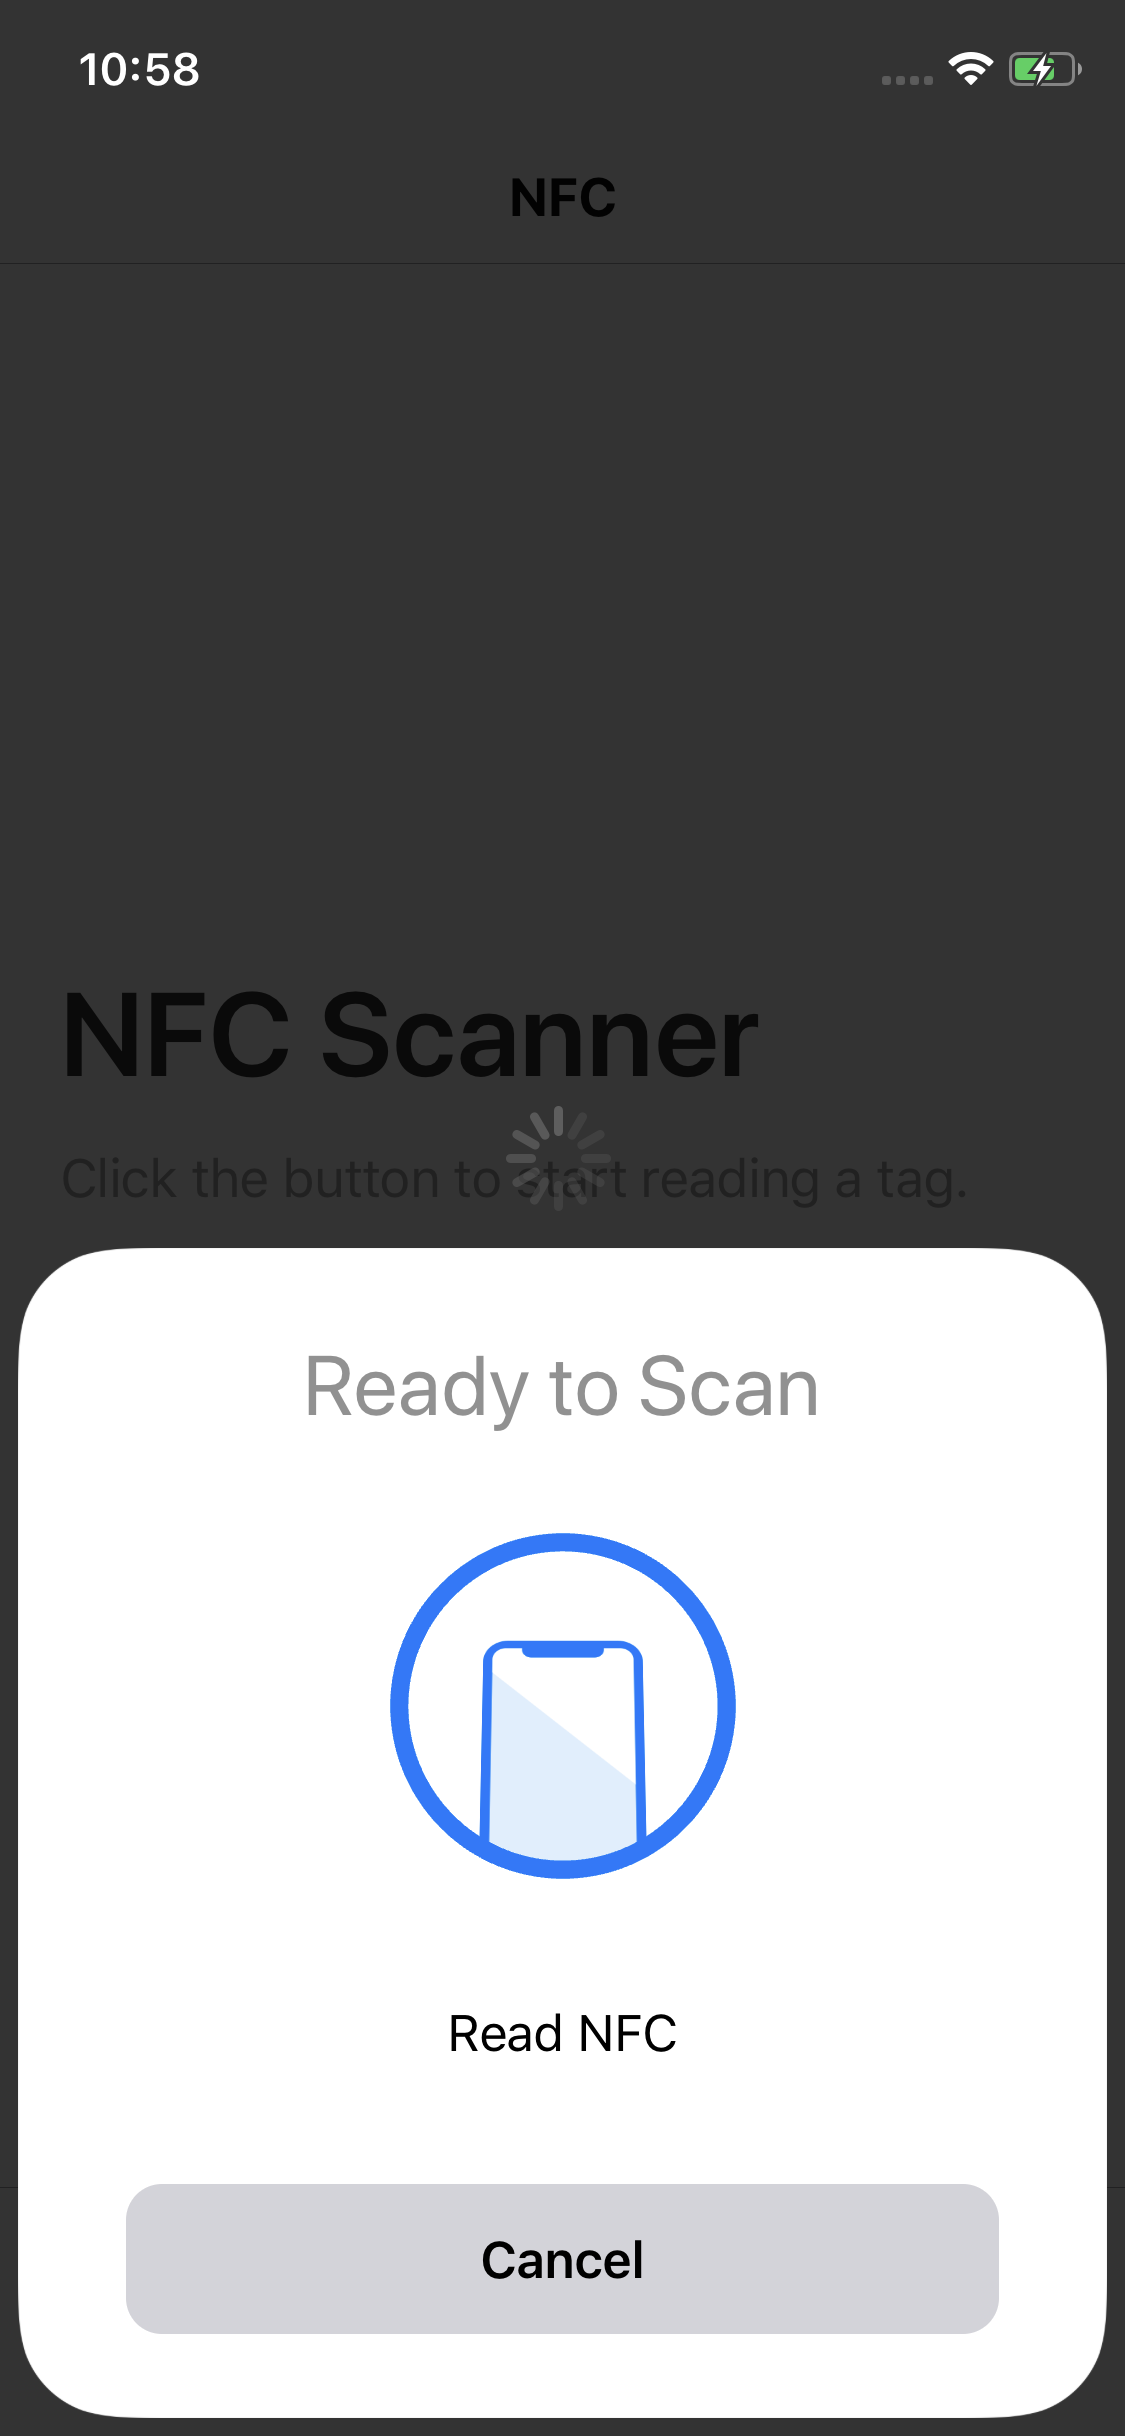 10:58
NFC
NFC Scanner
Click the button to start reading a tag.
Ready to Scan
Read NFC
Cancel